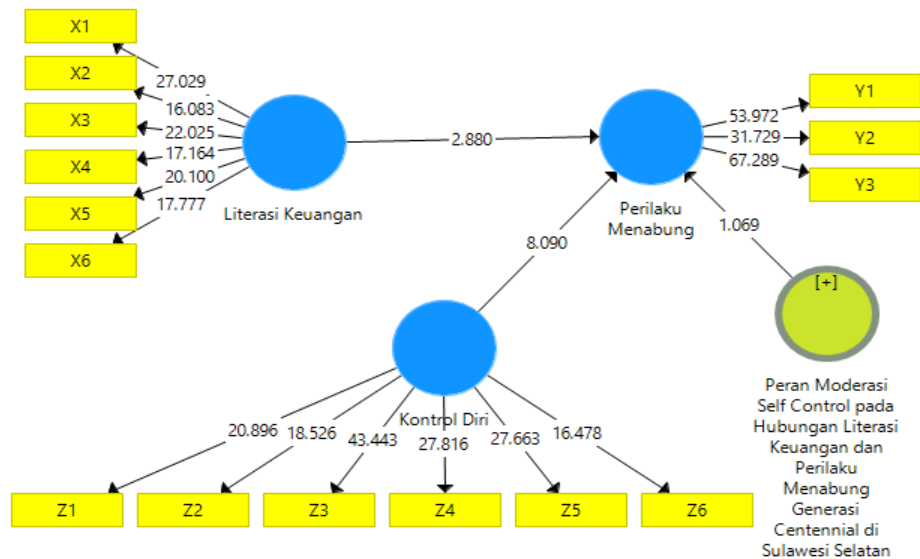 X1
X2
X3
X4
X5
X6
27.029
16.083
22.025
17.164
20.100
17.777
Literasi Keuangan
2.880
Perilaku
Menabung
53.972
31.729
67.289
Y1
Y2
Y3
8.090
1.069
[+]
Peran Moderasi
Self Control pada
Hubungan Literasi
Keuangan dan
Perilaku
Menabung
Generasi
Centennial di
Sulawesi Selatan
Kontrol Diri
20.896
18.526
43.443
27.816
27.663
16.478
Z1
Z2
Z3
Z4
Z5
Z6